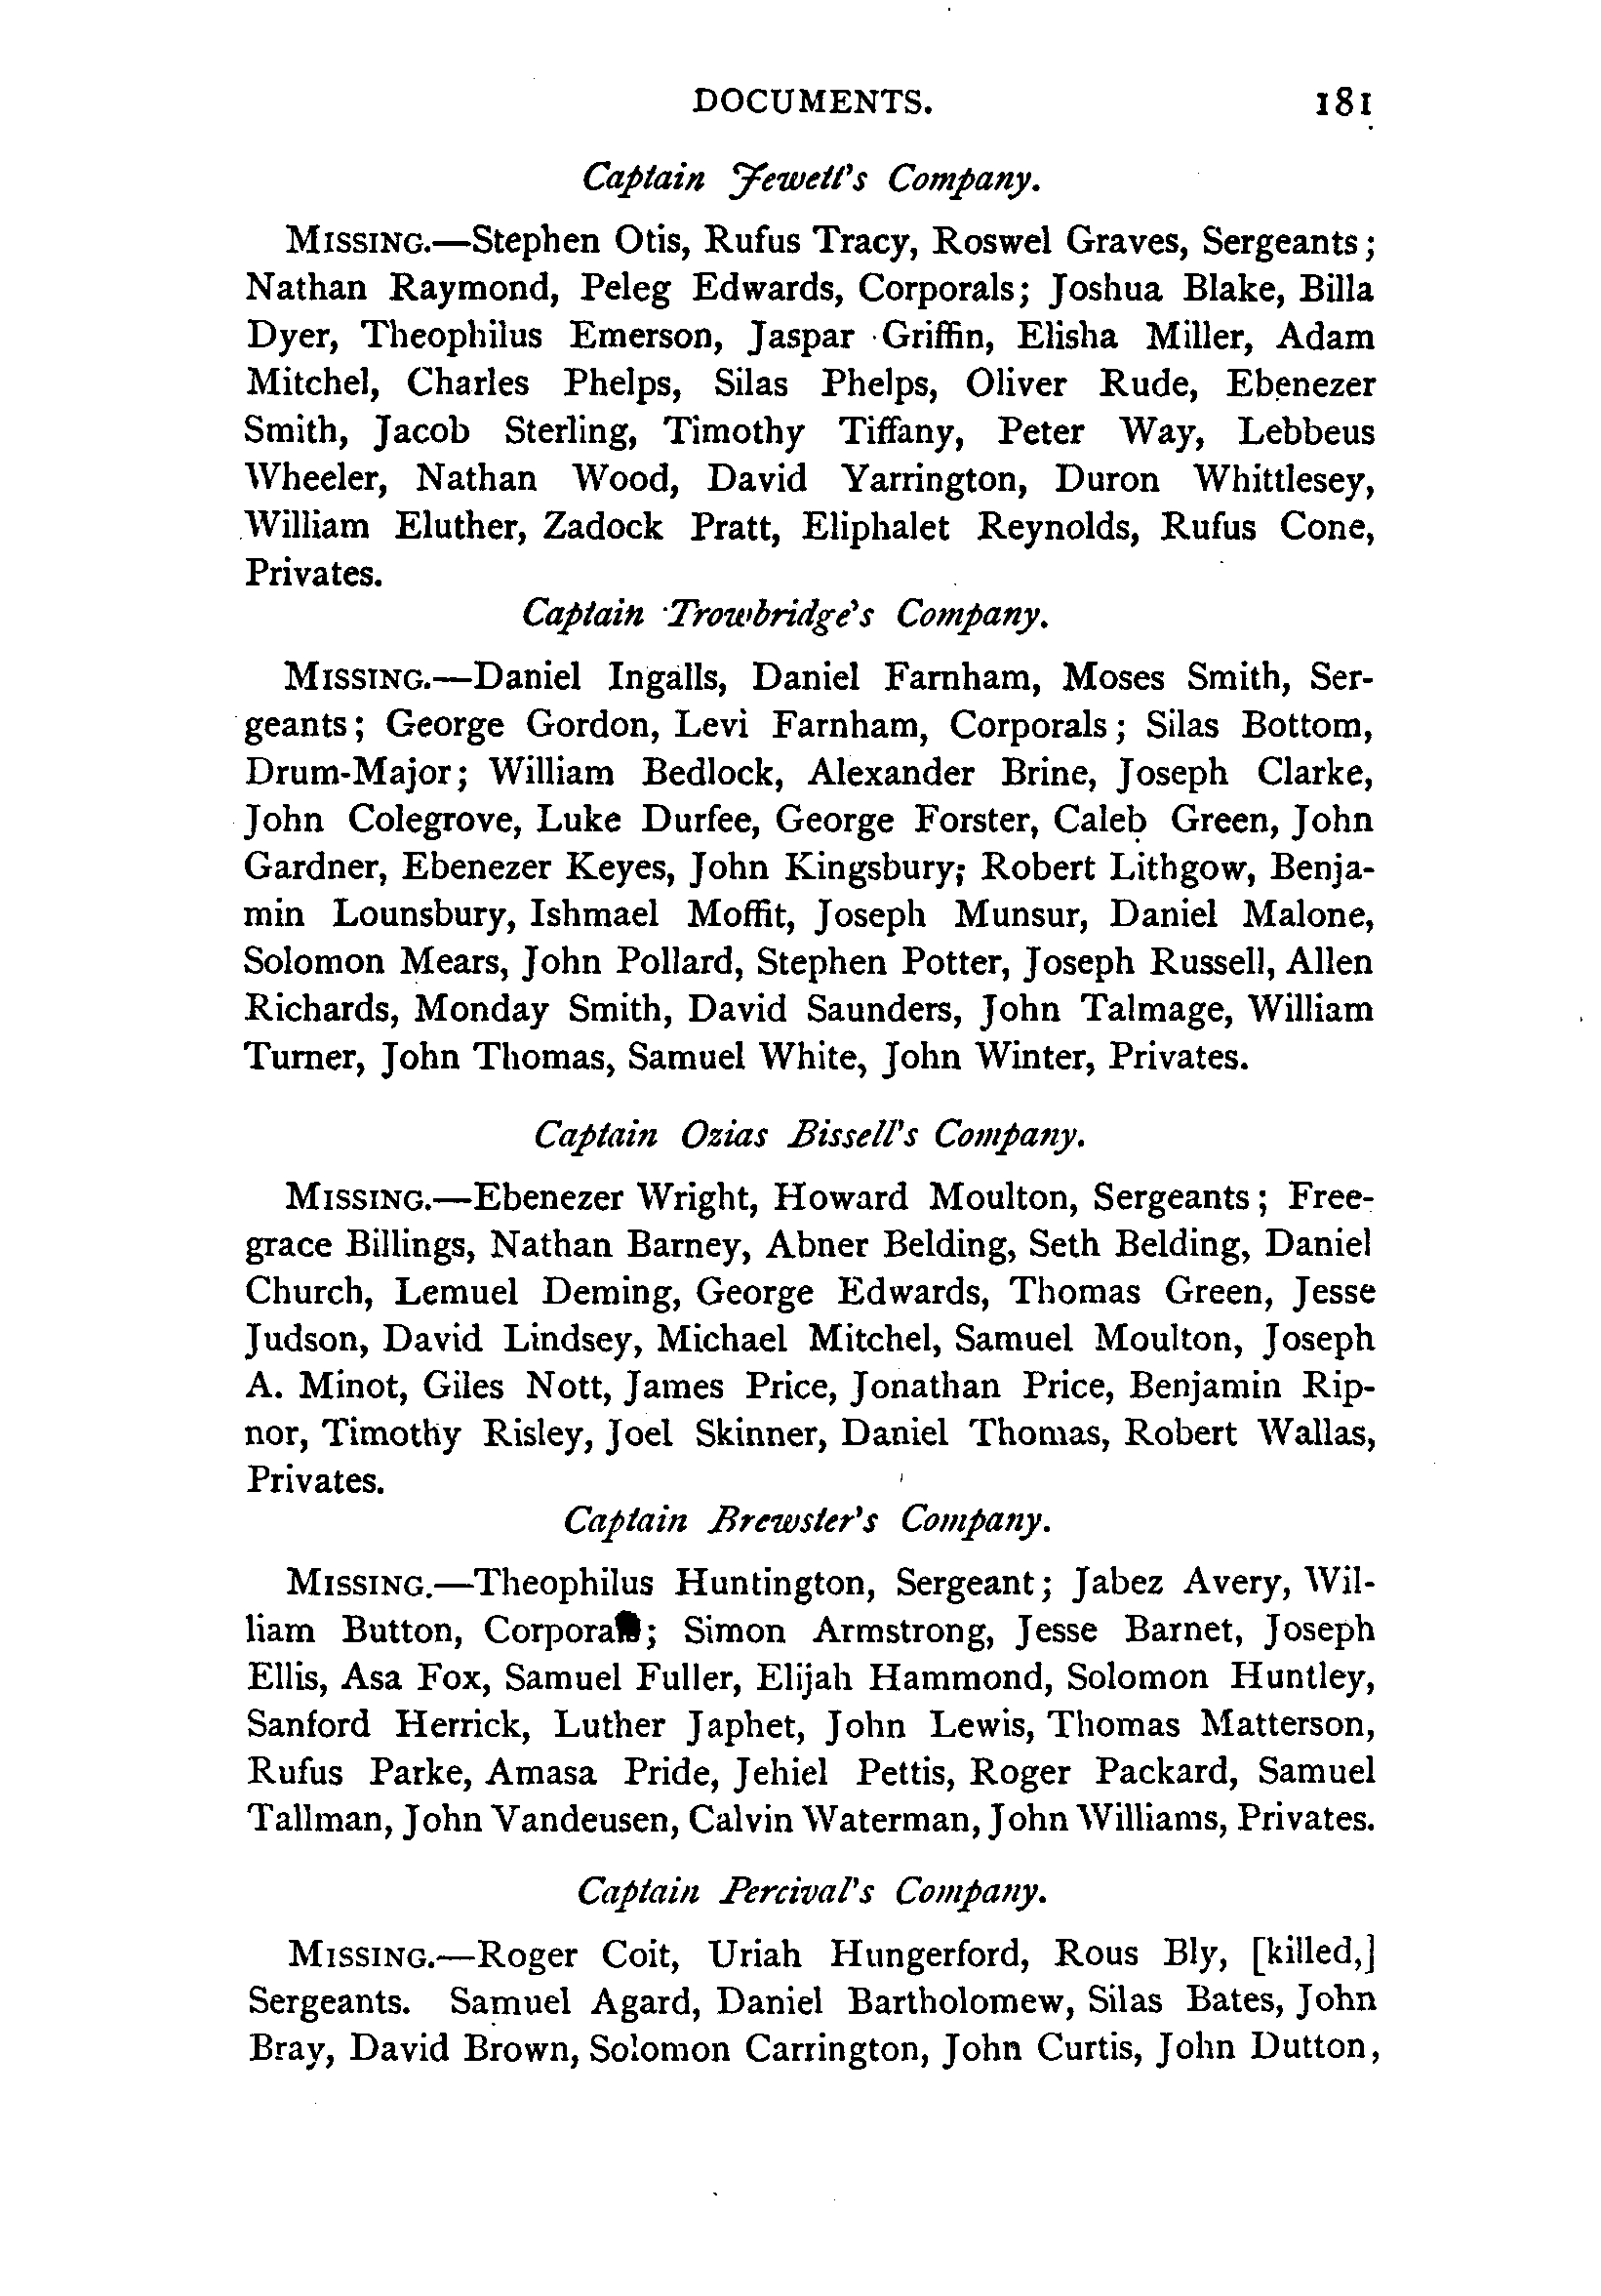 DOCUMENTS. 181
Captain Jewett's Company.
MISSING.—Stephen Otis, Rufus Tracy, Roswel Graves, Sergeants;
Nathan Raymond, Peleg Edwards, Corporals; Joshua Blake, Billa
Dyer, Theophilus Emerson, Jaspar Griffin, Elisha Miller, Adam
Mitchel, Charles Phelps, Silas Phelps, Oliver Rude, Ebenezer
Smith, Jacob Sterling, Timothy Tiffany, Peter Way, Lebbeus
Wheeler, Nathan Wood, David Yarrington, Duron Whittlesey,
William Eluther, Zadock Pratt, Eliphalet Reynolds, Rufus Cone,
Privates.
Captain Trowbridge's Company.
MISSING.—Daniel Ingalls, Daniel Farnham, Moses Smith, Ser-
geants; George Gordon, Levi Farnham, Corporals; Silas Bottom,
Drum-Major; William Bedlock, Alexander Brine, Joseph Clarke,
John Colegrove, Luke Durfee, George Forster, Caleb Green, John
Gardner, Ebenezer Keyes, John Kingsbury; Robert Lithgow, Benja-
min Lounsbury, Ishmael Moffit, Joseph Munsur, Daniel Malone,
Solomon Mears, John Pollard, Stephen Potter, Joseph Russell, Allen
Richards, Monday Smith, David Saunders, John Talmage, William
Turner, John Thomas, Samuel White, John Winter, Privates.
Captain Ozias Bissell's Company.
MISSING.—Ebenezer Wright, Howard Moulton, Sergeants; Free-
grace Billings, Nathan Barney, Abner Belding, Seth Belding, Daniel
Church, Lemuel Deming, George Edwards, Thomas Green, Jesse
Judson, David Lindsey, Michael Mitchel, Samuel Moulton, Joseph
A. Minot, Giles Nott, James Price, Jonathan Price, Benjamin Rip-
nor, Timothy Risley, Joel Skinner, Daniel Thomas, Robert Wallas,
Privates.
Captain Brewster's Company.
MISSING.—Theophilus Huntington, Sergeant; Jabez Avery, Wil-
liam Button, Corporals; Simon Armstrong, Jesse Barnet, Joseph
Ellis, Asa Fox, Samuel Fuller, Elijah Hammond, Solomon Huntley,
Sanford Herrick, Luther Japhet, John Lewis, Thomas Matterson,
Rufus Parke, Amasa Pride, Jehiel Pettis, Roger Packard, Samuel
Tallman, John Vandeusen, Calvin Waterman, John Williams, Privates.
Captain Percival's Company.
MISSING.—Roger Coit, Uriah Hungerford, Rous Bly, [killed,]
Sergeants. Samuel Agard, Daniel Bartholomew, Silas Bates, John
Bray, David Brown, Solomon Carrington, John Curtis, John Dutton,